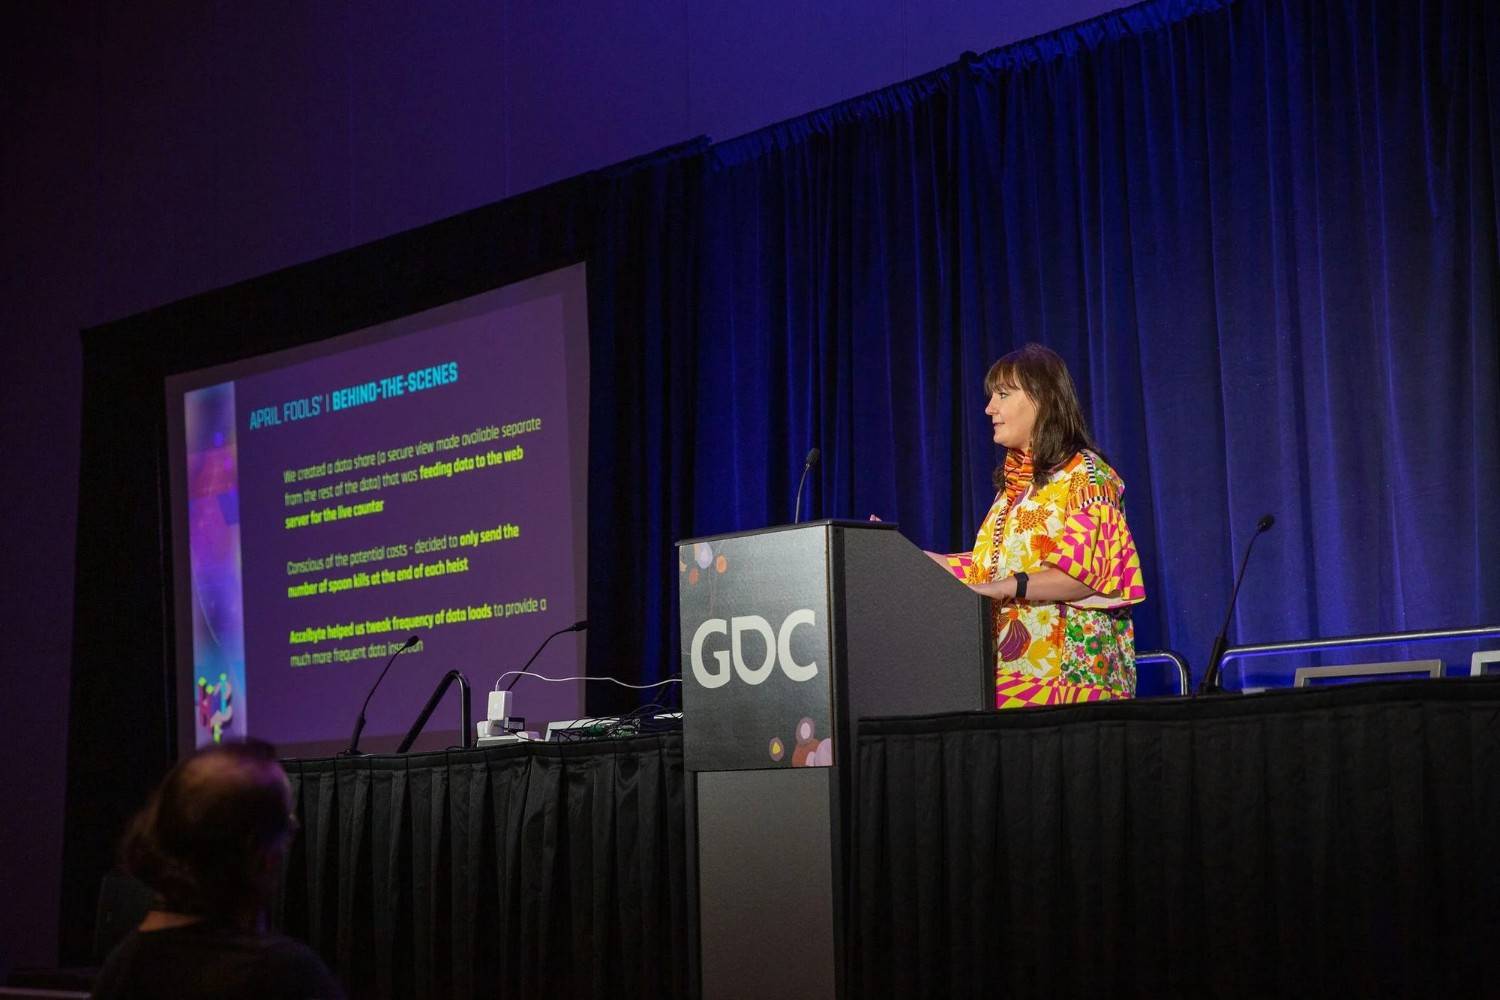 APRIL FOOLS' | BEHIND-THE-SCENES
We created a data share (a secure view made available separate
from the rest of the data) that was feeding data to the web
server for the live counter
Conscious of the potential costs - decided to only send the
number of spoon kills at the end of each heist
Accelbyte helped us tweak frequency of data loads to provide a
much more frequent data insertion
GDC